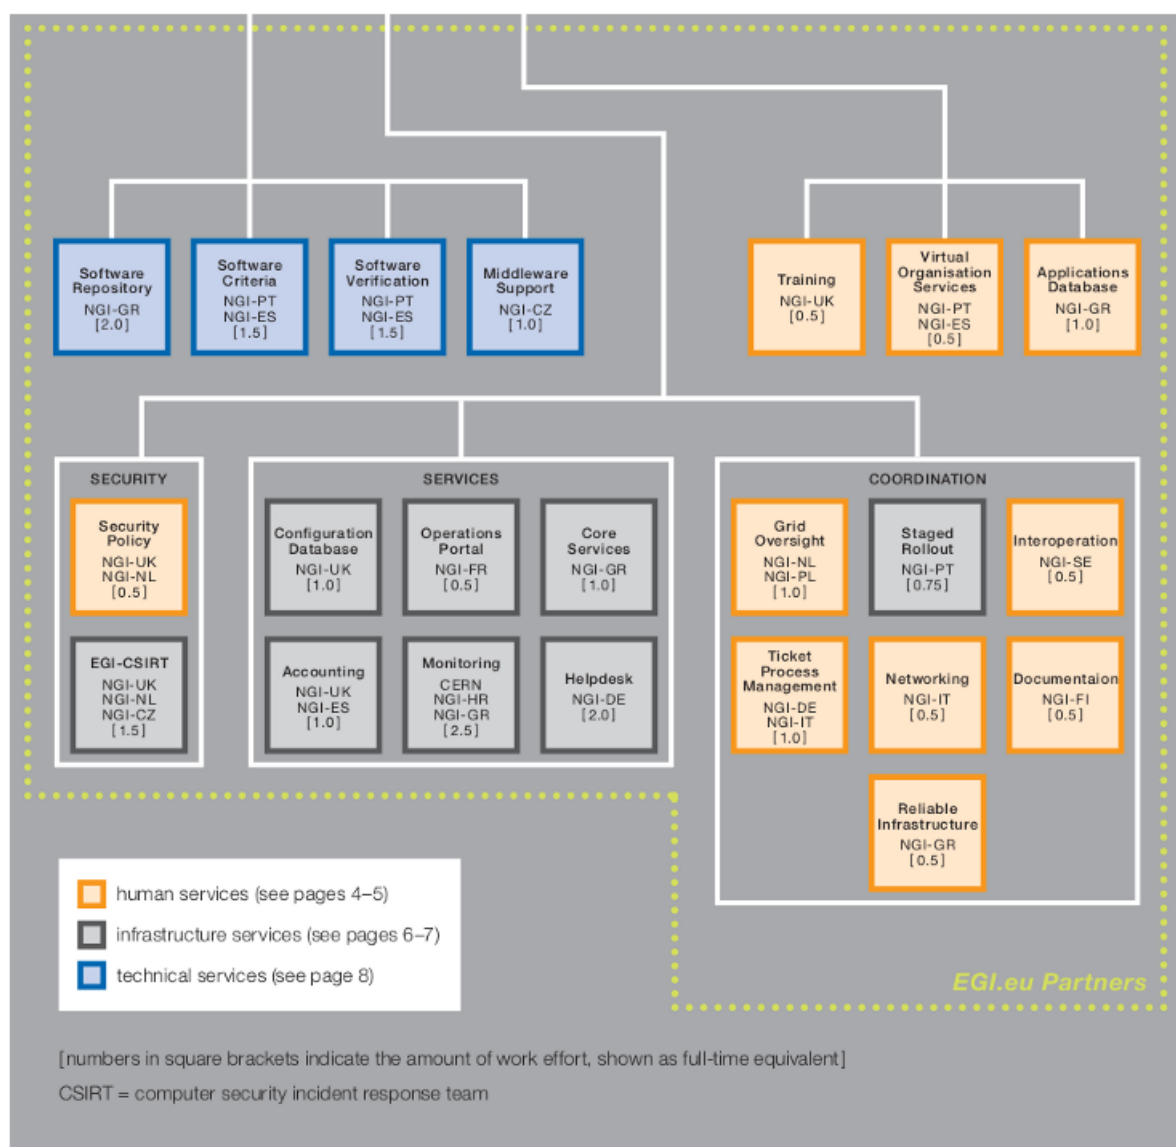 Software
Repository
NGI-GR
[2.0]
Software
Criteria
NGI-PT
NGI-ES
[1.5]
Software
Verification
NGI-PT
NGI-ES
[1.5]
Middleware
Support
NGI-CZ
[1.0]
Training
NGI-UK
[0.5]
Virtual
Organisation
Services
NGI-PT
NGI-ES
[0.5]
Applications
Database
NGI-GR
[1.0]
SECURITY
Security
Policy
NGI-UK
NGI-NL
[0.5]
EGI-CSIRT
NGI-UK
NGI-NL
NGI-CZ
[1.5]
SERVICES
Configuration
Database
NGI-UK
[1.0]
Operations
Portal
NGI-FR
[0.5]
Core
Services
NGI-GR
[1.0]
Accounting
NGI-UK
NGI-ES
[1.0]
Monitoring
CERN
NGI-HR
NGI-GR
[2.5]
Helpdesk
NGI-DE
[2.0]
COORDINATION
Grid
Oversight
NGI-NL
NGI-PL
[1.0]
Staged
Rollout
NGI-PT
[0.75]
Interoperation
NGI-SE
[0.5]
Ticket
Process
Management
NGI-DE
NGI-IT
[1.0]
Networking
NGI-IT
[0.5]
Documentaion
NGI-FI
[0.5]
Reliable
Infrastructure
NGI-GR
[0.5]
human services (see pages 4–5)
infrastructure services (see pages 6–7)
technical services (see page 8)
EGI.eu Partners
[numbers in square brackets indicate the amount of work effort, shown as full-time equivalent]
CSIRT = computer security incident response team